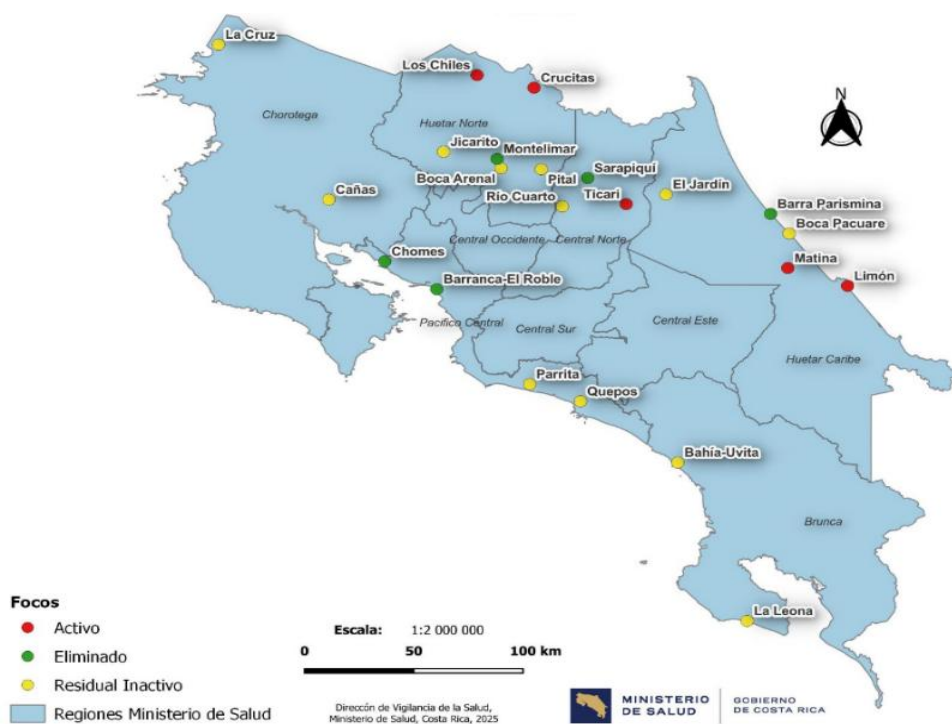 La Cruz
Los Chiles
Crucitas
N
Chorotega
Huetar Norte
Jicarito
Montelimar
Boca Arenal
Pital
Sarapiquí
Cañas
Río Cuarto
Ticari
El Jardín
Barra Parismina
Boca Pacuare
Chomes
Central Occidente
Central Norte
Matina
Limón
Barranca-El Roble
Pacifico Central
Central Sur
Central Este
Huetar Caribe
Parrita
Quepos
Bahía-Uvita
Brunca
La Leona
Focos
Activo
Eliminado
Residual Inactivo
Regiones Ministerio de Salud
Escala: 1:2 000 000
0 50 100 km
Direccón de Vigilancia de la Salud,
Ministerio de Salud, Costa Rica, 2025
MINISTERIO
DE SALUD
GOBIERNO
DE COSTA RICA